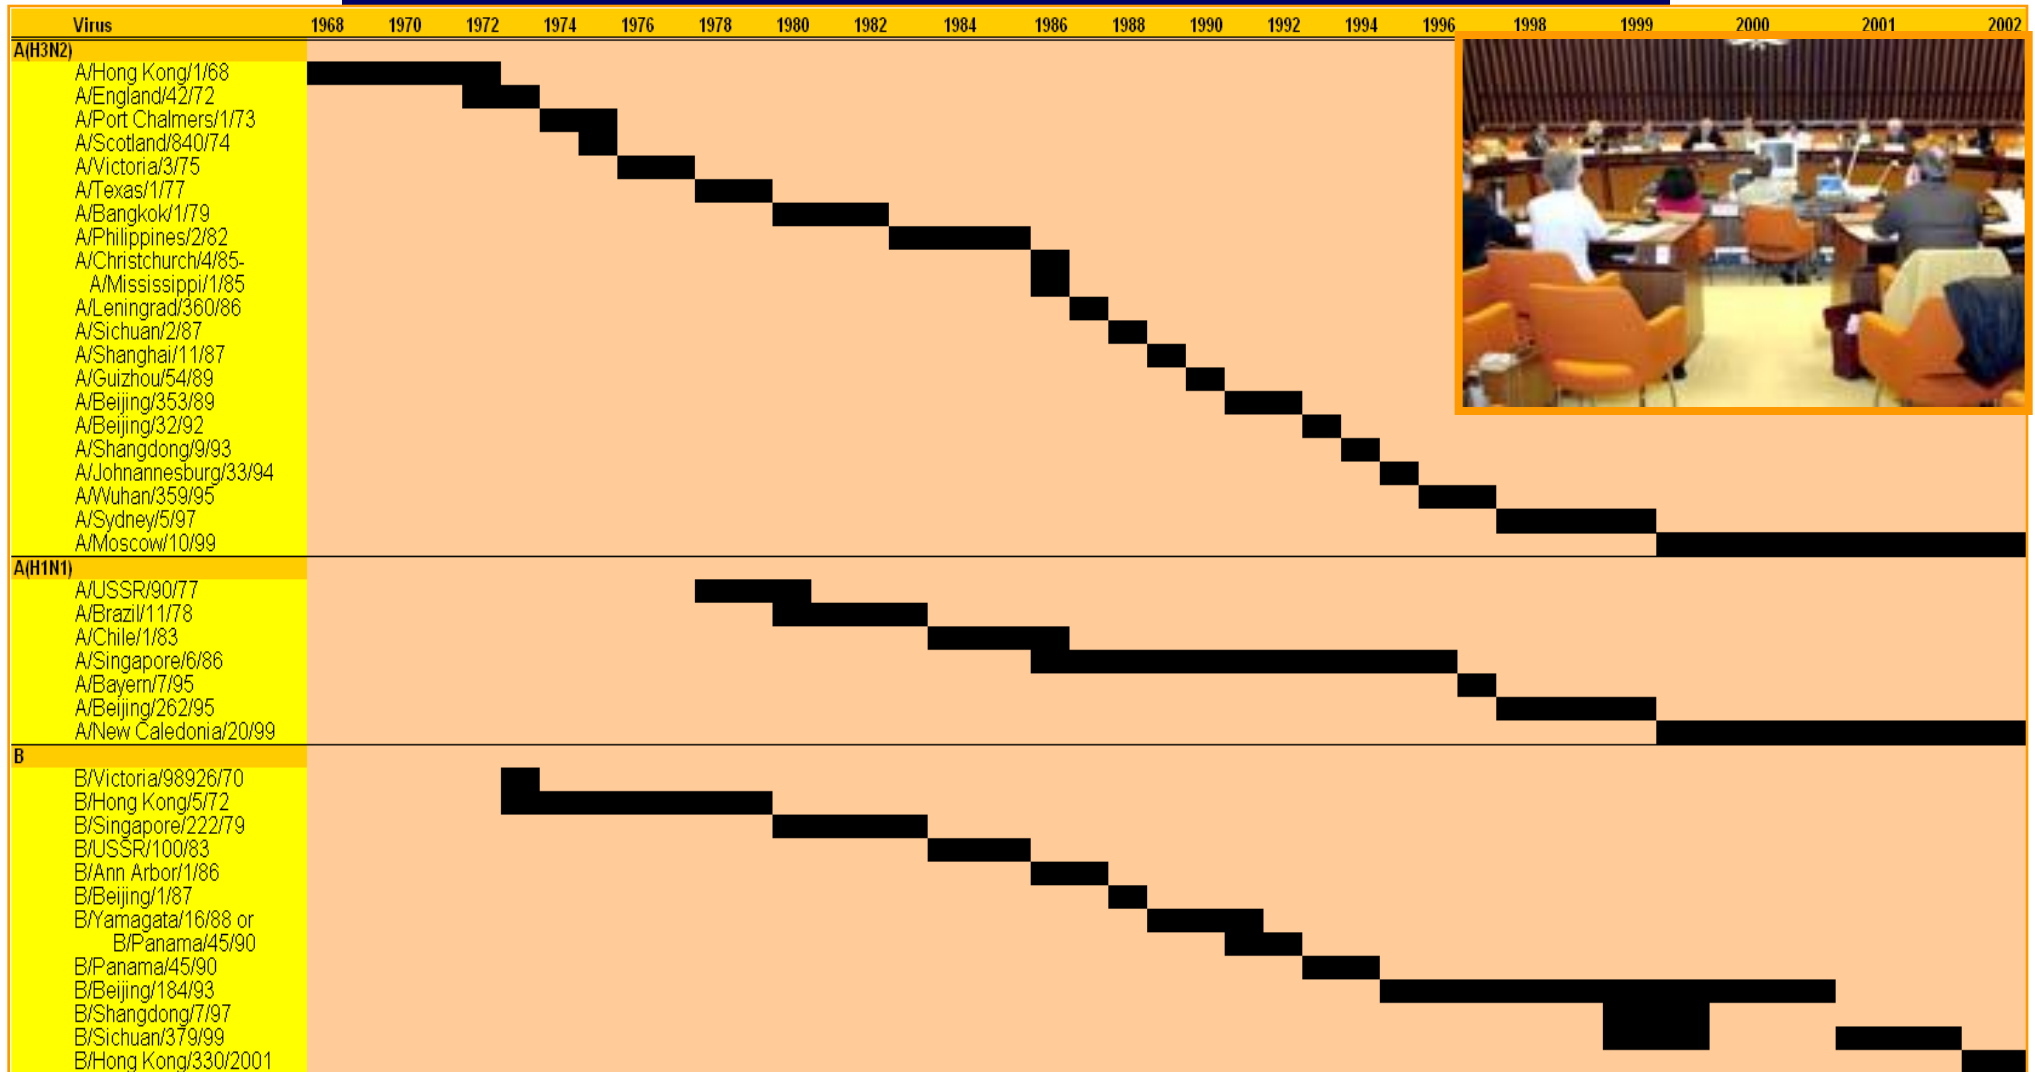 Virus 1968 1970 1972 1974 1976 1978 1980 1982 1984 1986 1988 1990 1992 1994 1996 1998 1999 2000 2001 2002
A(H3N2)
A/Hong Kong/1/68
A/England/42/72
A/Port Chalmers/1/73
A/Scotland/840/74
A/Victoria/3/75
A/Texas/1/77
A/Bangkok/1/79
A/Philippines/2/82
A/Christchurch/4/85-
A/Mississippi/1/85
A/Leningrad/360/86
A/Sichuan/2/87
A/Shanghai/11/87
A/Guizhou/54/89
A/Beijing/353/89
A/Beijing/32/92
A/Shangdong/9/93
A/Johnannesburg/33/94
A/Wuhan/359/95
A/Sydney/5/97
A/Moscow/10/99
A(H1N1)
A/USSR/90/77
A/Brazil/11/78
A/Chile/1/83
A/Singapore/6/86
A/Bayern/7/95
A/Beijing/262/95
A/New Caledonia/20/99
B
B/Victoria/98926/70
B/Hong Kong/5/72
B/Singapore/222/79
B/USSR/100/83
B/Ann Arbor/1/86
B/Beijing/1/87
B/Yamagata/16/88 or
B/Panama/45/90
B/Panama/45/90
B/Beijing/184/93
B/Shangdong/7/97
B/Sichuan/379/99
B/Hong Kong/330/2001